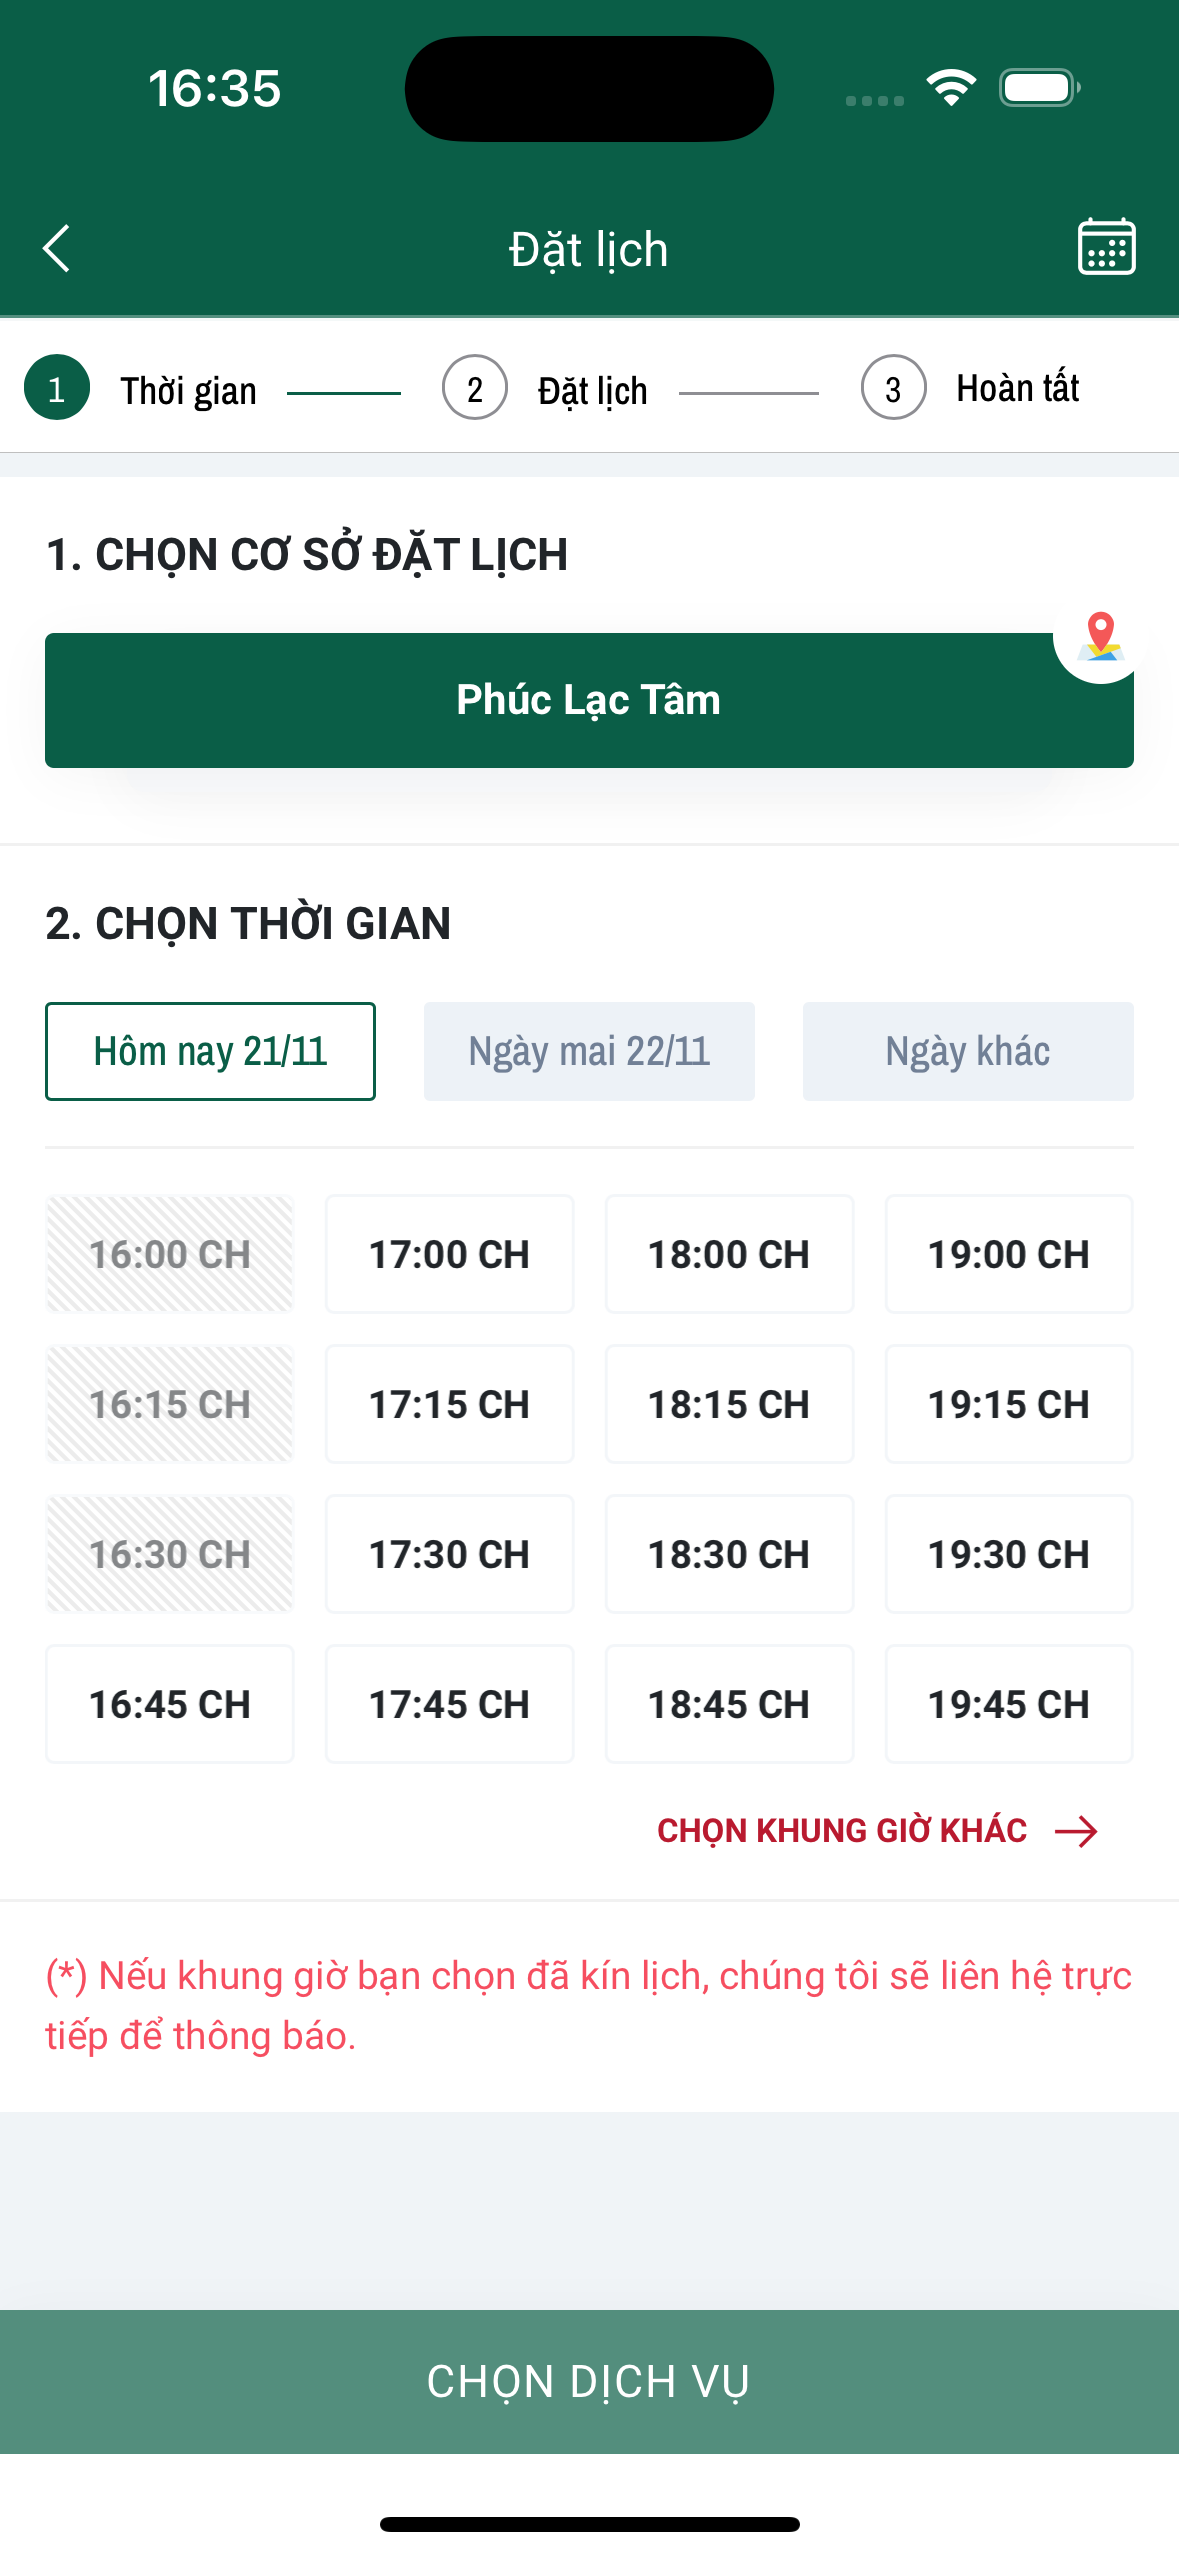 16:35
Đặt lịch
1 Thời gian 2 Đặt lịch 3 Hoàn tất
1. CHỌN CƠ SỞ ĐẶT LỊCH
Phúc Lạc Tâm
2. CHỌN THỜI GIAN
Hôm nay 21/11 Ngày mai 22/11 Ngày khác
16:00 CH 17:00 CH 18:00 CH 19:00 CH
16:15 CH 17:15 CH 18:15 CH 19:15 CH
16:30 CH 17:30 CH 18:30 CH 19:30 CH
16:45 CH 17:45 CH 18:45 CH 19:45 CH
CHỌN KHUNG GIỜ KHÁC
(*) Nếu khung giờ bạn chọn đã kín lịch, chúng tôi sẽ liên hệ trực
tiếp để thông báo.
CHỌN DỊCH VỤ